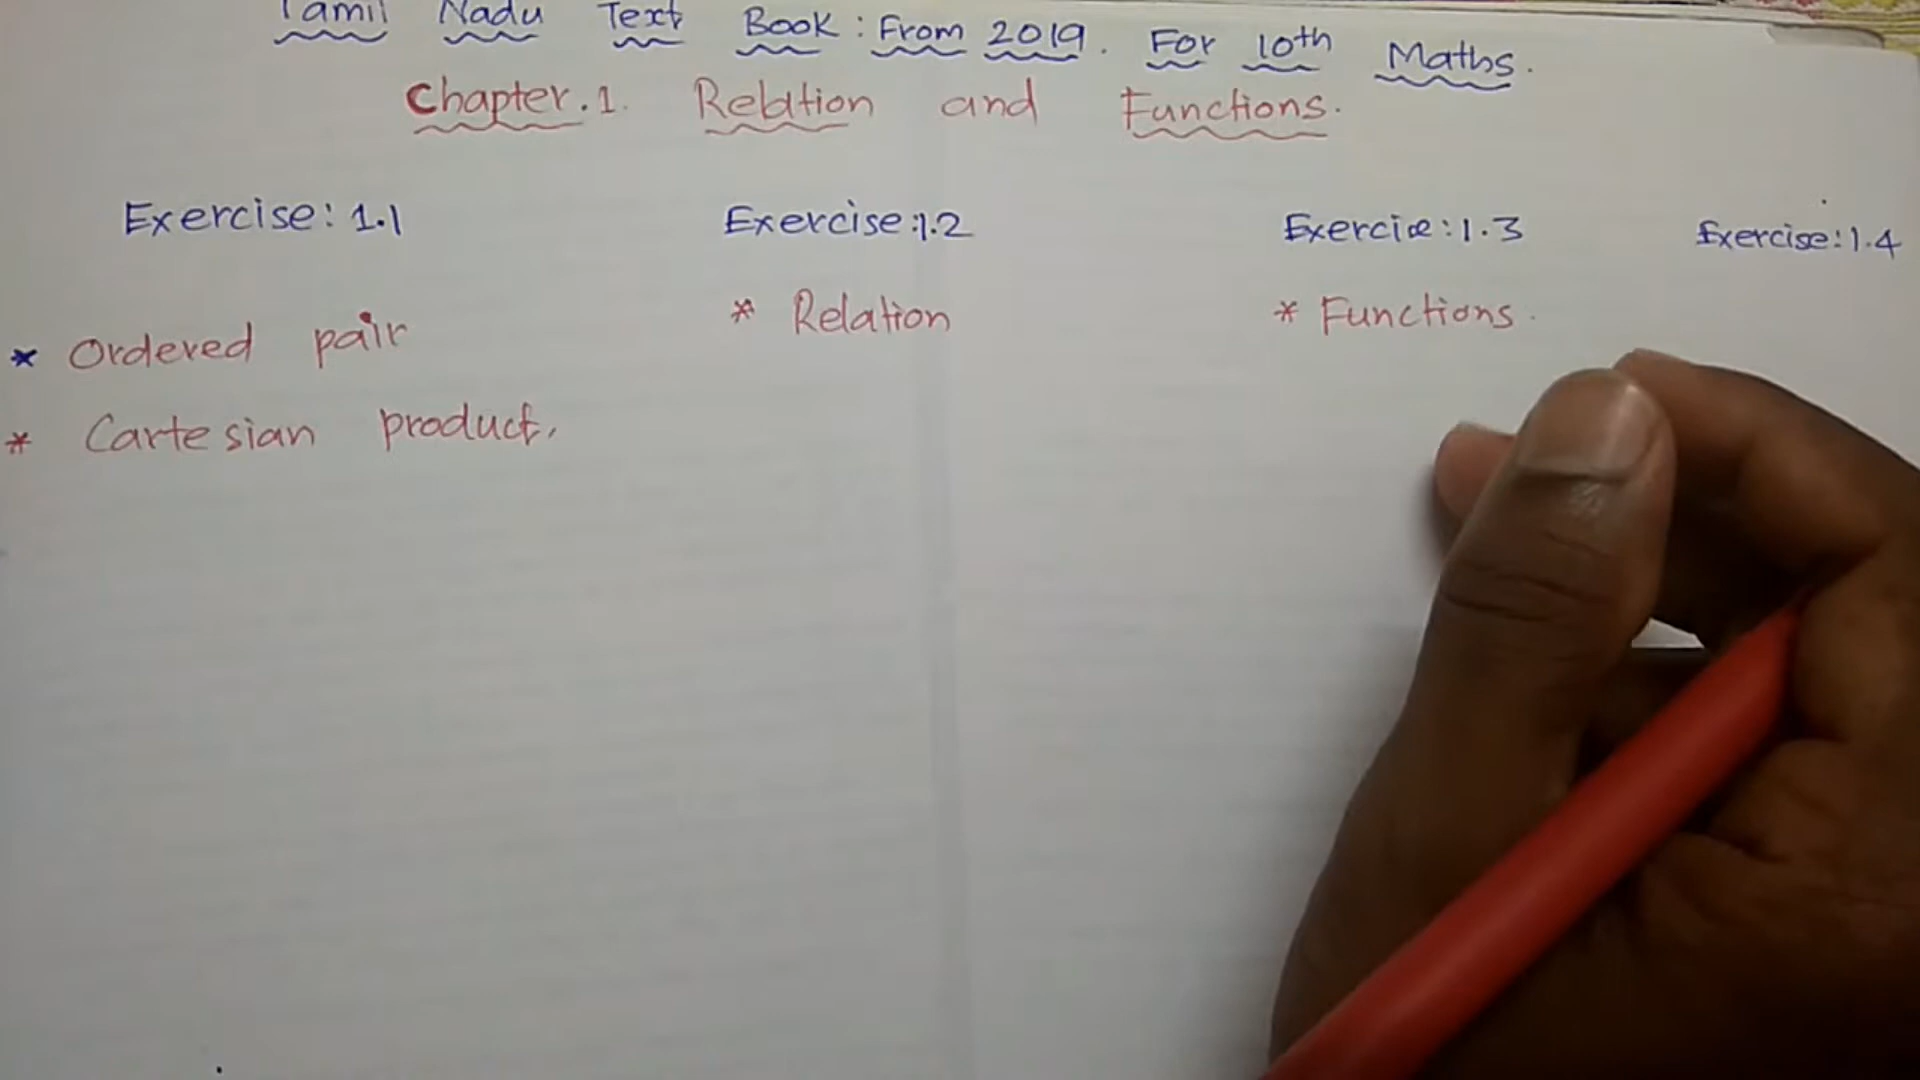 Tamil Nadu Text Book : From 2019. For 10th Maths.
Chapter.1. Relation and Functions.
Exercise: 1.1 Exercise:1.2 Exercie:1.3 Exercise:1.4
* Ordered pair * Relation * Functions.
* Cartesian product,